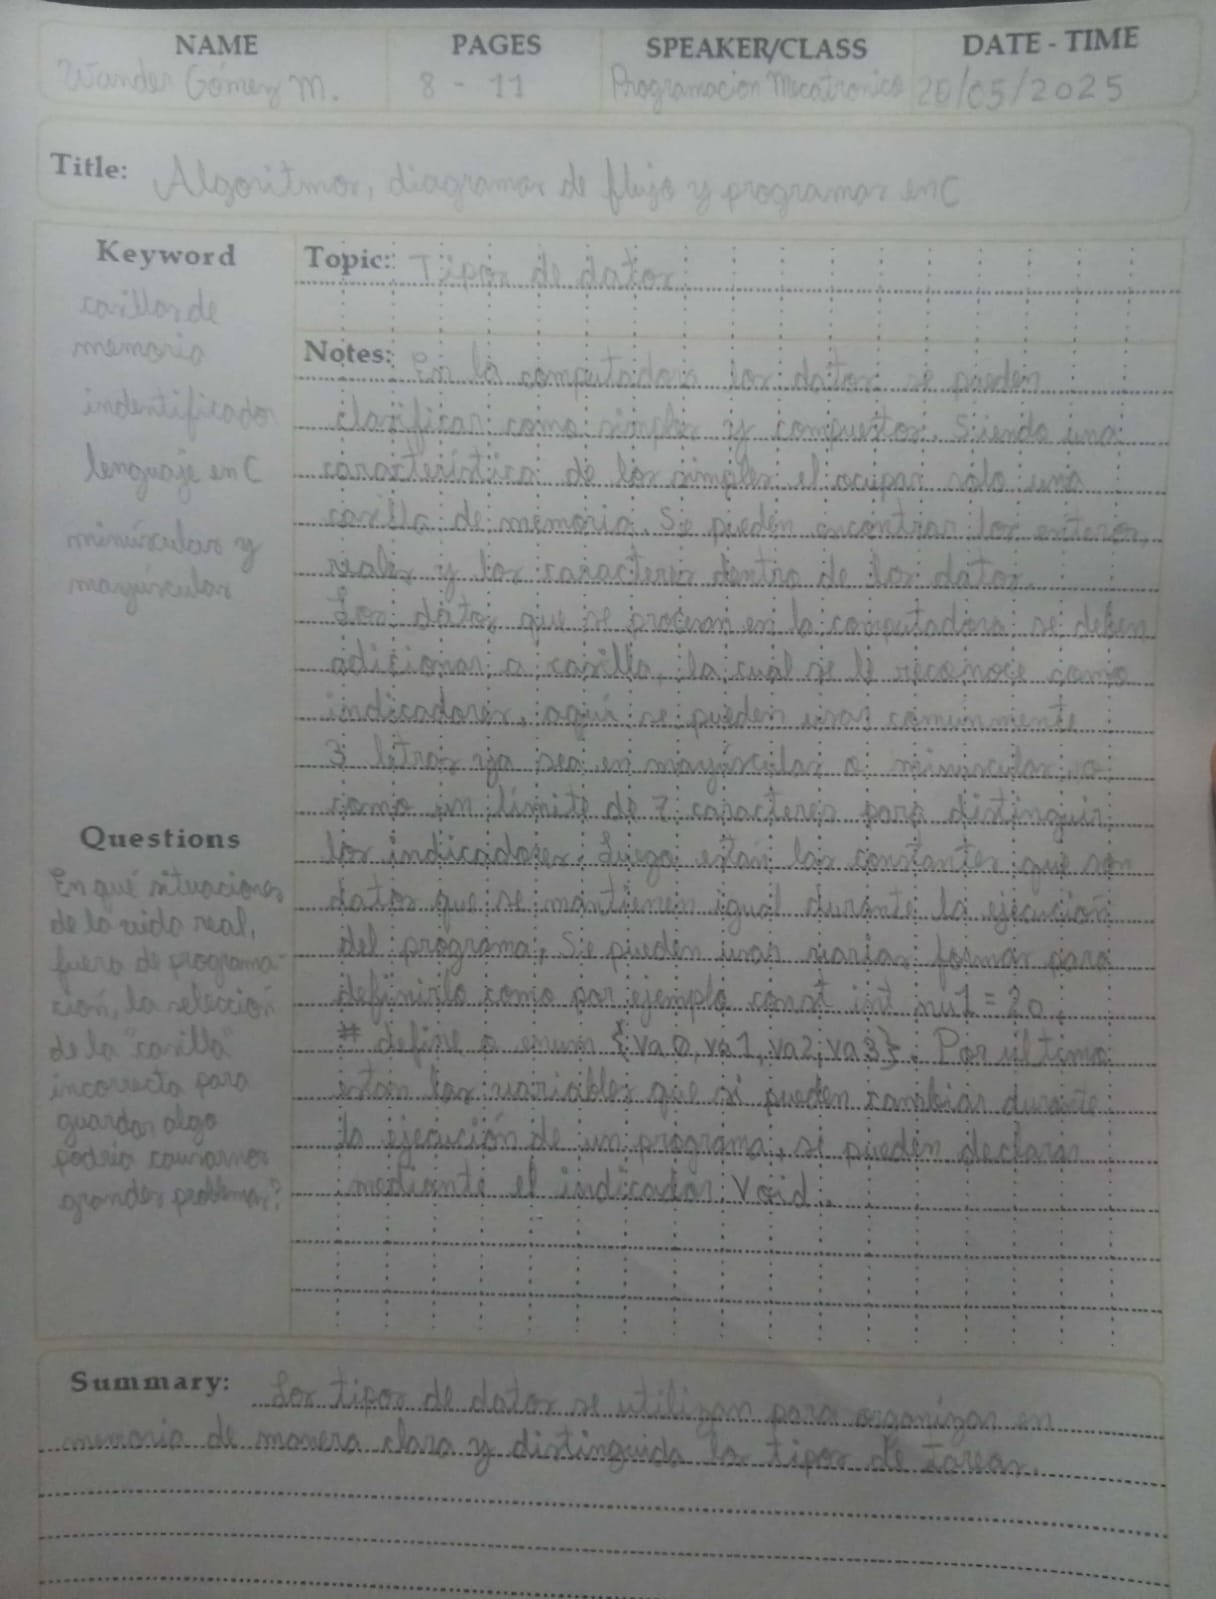 NAME PAGES SPEAKER/CLASS DATE - TIME
Wander Gómez M. 8 - 11 Programacion Mecatronica 26/05/2025
Title: Algoritmos, diagramas de flujo y programas en C
Keyword
casillas de
memoria
indentificador
lenguaje en C
minúsculas y
mayúsculas
Questions
En qué situaciones
de la vida real,
fuera de programa-
ción, la selección
de la "casilla"
incorrecta para
guardar algo
podría causarnos
grandes problemas?
Topic: Tipos de datos
Notes: En la computadora los datos se pueden
clasificar como simples y compuestos. Siendo una
característica de los simples el ocupar solo una
casilla de memoria. Se pueden encontrar los enteros,
reales y los caracteres dentro de los datos.
Los datos que se procesan en la computadora se deben
adicionar a casilla, la cual se le reconoce como
indicadores, aquí se pueden usar comunmente
3 letras ya sea en mayúsculas o minúsculas, o
como un límite de 7 caracteres para distinguir
los indicadores. Luego están las constantes que son
datos que se mantienen igual durante la ejecución
del programa, Se pueden usar varias formas para
definirlo como por ejemplo const int nu1 = 20,
# define o enum {va0, va1, va2, va3}. Por último
están las variables que si pueden cambiar durante
la ejecución de un programa, se pueden declarar
mediante el indicador Void.
Summary: Los tipos de datos se utilizan para organizar en
memoria de manera clara y distinguida los tipos de tareas.